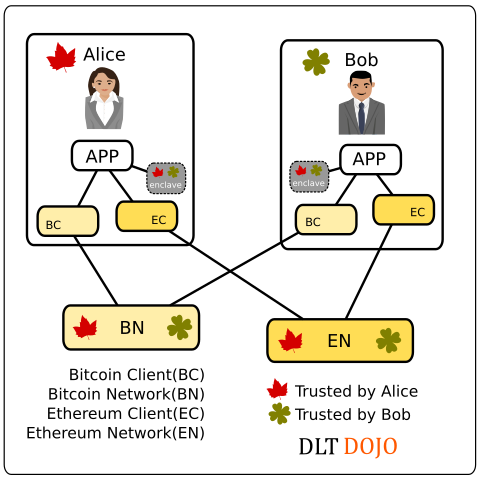 Alice
Bob
APP
APP
enclave
enclave
BC
EC
BC
EC
BN
EN
Bitcoin Client(BC)
Bitcoin Network(BN)
Ethereum Client(EC)
Ethereum Network(EN)
Trusted by Alice
Trusted by Bob
DLT DOJO